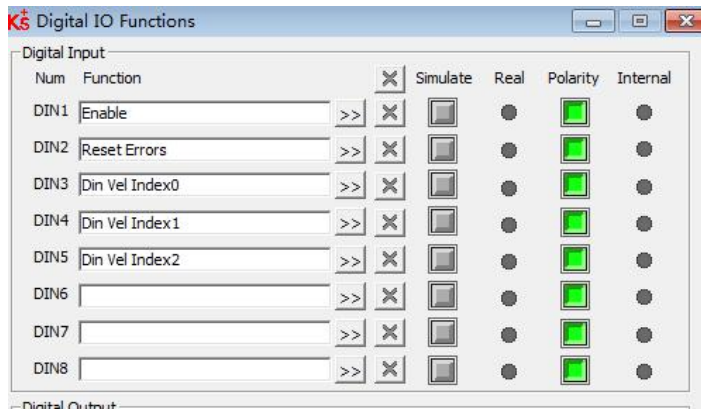 Kṡ Digital IO Functions
Digital Input
Num Function Simulate Real Polarity Internal
DIN1 Enable >>
DIN2 Reset Errors >>
DIN3 Din Vel Index0 >>
DIN4 Din Vel Index1 >>
DIN5 Din Vel Index2 >>
DIN6 >>
DIN7 >>
DIN8 >>
Digital Output